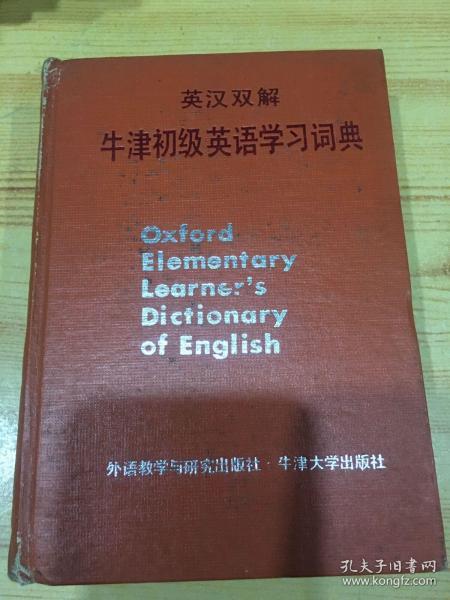 英汉双解
牛津初级英语学习词典
Oxford
Elementary
Learner's
Dictionary
of English
外语教学与研究出版社·牛津大学出版社
孔夫子旧书网
www.kongfz.com